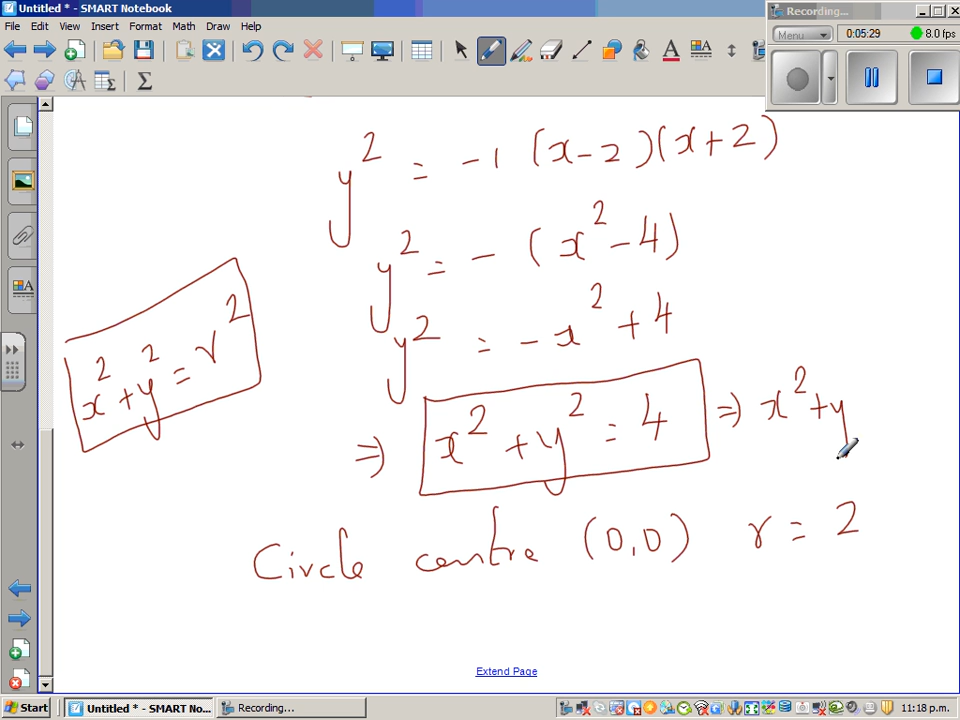 Untitled * - SMART Notebook
Recording...
File Edit View Insert Format Math Draw Help
Menu 0:05:29 8.0 fps
y² = -1 (x-2)(x+2)
y² = - (x² - 4)
y² = -x² + 4
x² + y² = r²
⇒ x² + y² = 4 ⇒ x² + y
Circle centre (0,0) r = 2
Extend Page
Start Untitled * - SMART No... Recording... 11:18 p.m.